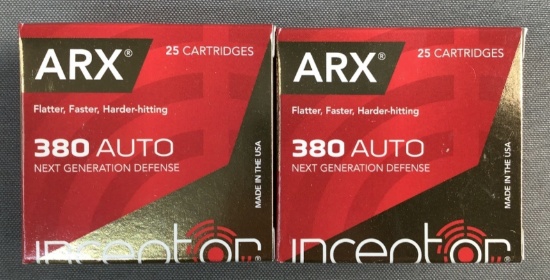 ARX®
25 CARTRIDGES
Flatter, Faster, Harder-hitting
380 AUTO
NEXT GENERATION DEFENSE
MADE IN THE USA
inceptor
ARX®
25 CARTRIDGES
Flatter, Faster, Harder-hitting
380 AUTO
NEXT GENERATION DEFENSE
MADE IN THE USA
inceptor